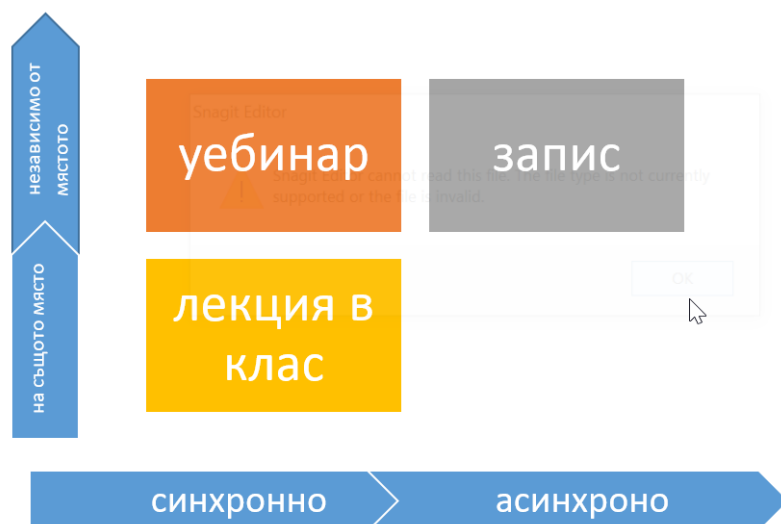 независимо от
мястото
на същото място
Snagit Editor
уебинар
запис
Snagit Editor cannot read this file. The file type is not currently
supported or the file is invalid.
OK
лекция в
клас
синхронно
асинхроно